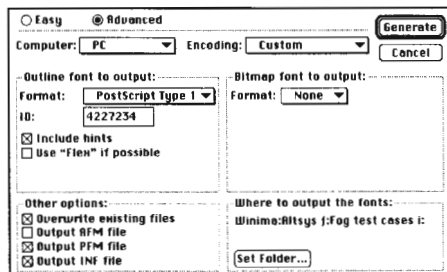 Easy Advanced Generate
Computer: PC Encoding: Custom Cancel
Outline font to output:
Format: PostScript Type 1
ID: 4227234
Include hints
Use "flex" if possible
Bitmap font to output:
Format: None
Other options:
Overwrite existing files
Output AFM file
Output PFM file
Output INF file
Where to output the fonts:
Winima:Altsys ƒ:Fog test cases i:
Set Folder...